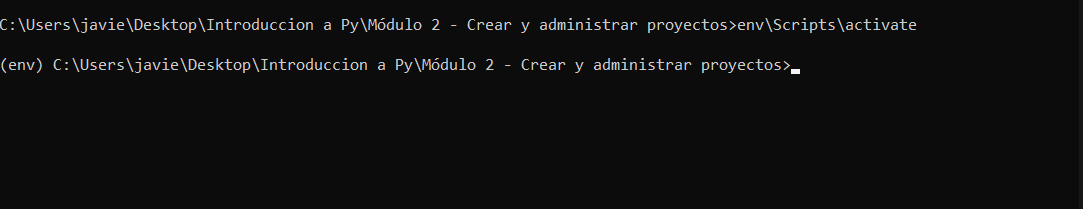 C:\Users\javie\Desktop\Introduccion a Py\Módulo 2 - Crear y administrar proyectos>env\Scripts\activate
(env) C:\Users\javie\Desktop\Introduccion a Py\Módulo 2 - Crear y administrar proyectos>